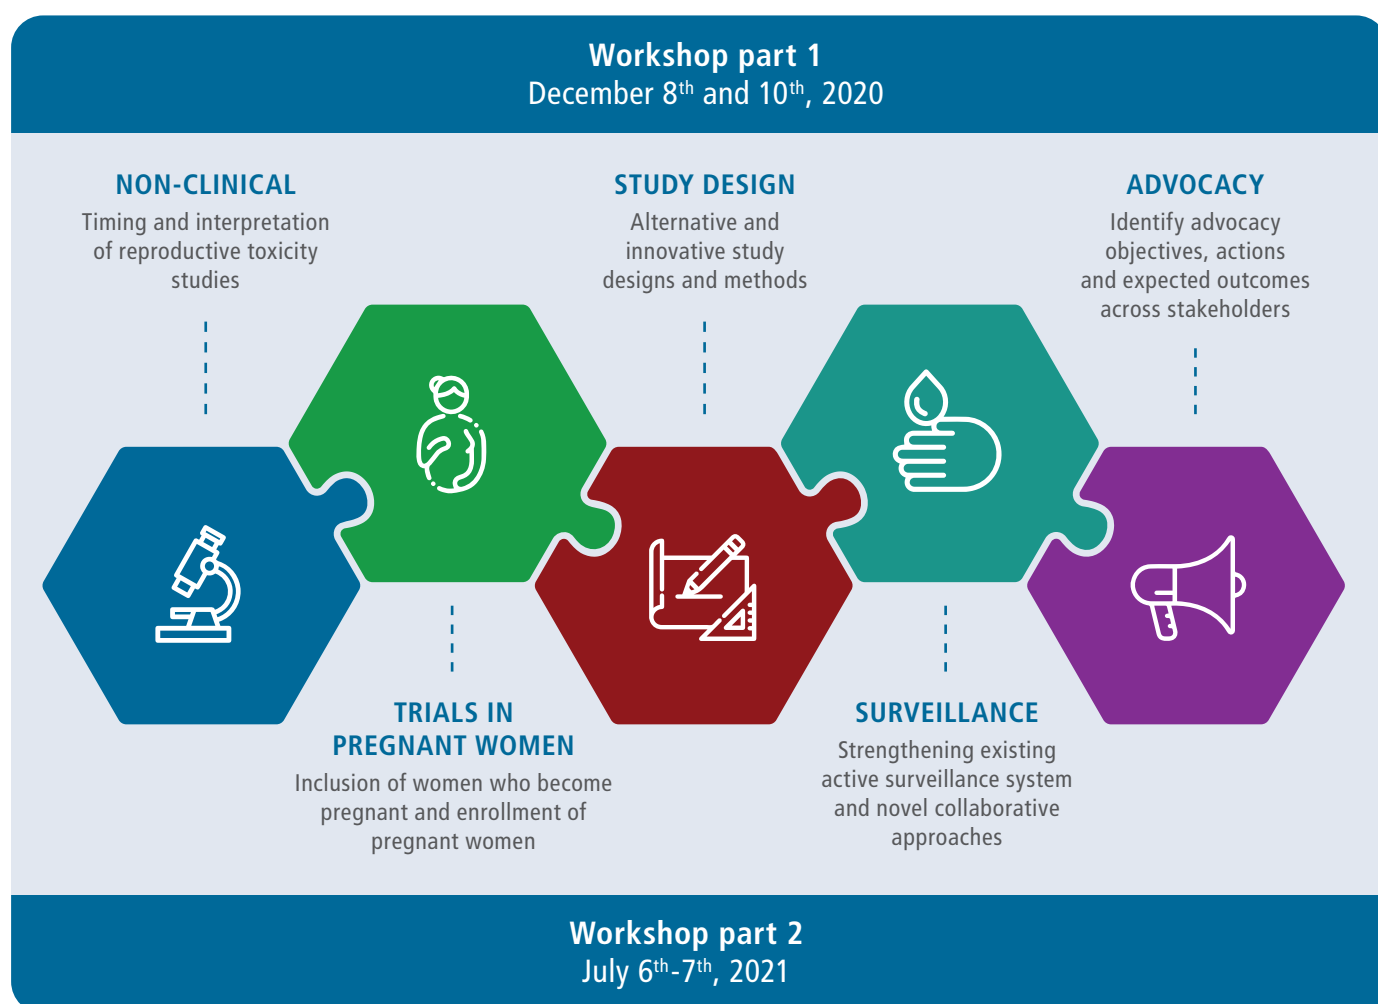 Workshop part 1
December 8th and 10th, 2020
NON-CLINICAL
Timing and interpretation
of reproductive toxicity
studies
STUDY DESIGN
Alternative and
innovative study
designs and methods
ADVOCACY
Identify advocacy
objectives, actions
and expected outcomes
across stakeholders
TRIALS IN
PREGNANT WOMEN
Inclusion of women who become
pregnant and enrollment of
pregnant women
SURVEILLANCE
Strengthening existing
active surveillance system
and novel collaborative
approaches
Workshop part 2
July 6th-7th, 2021